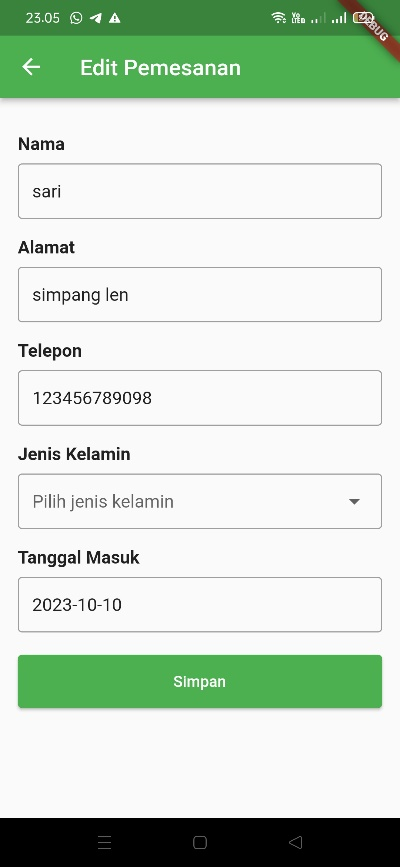 23.05
DEBUG
Edit Pemesanan
Nama
sari
Alamat
simpang len
Telepon
123456789098
Jenis Kelamin
Pilih jenis kelamin
Tanggal Masuk
2023-10-10
Simpan